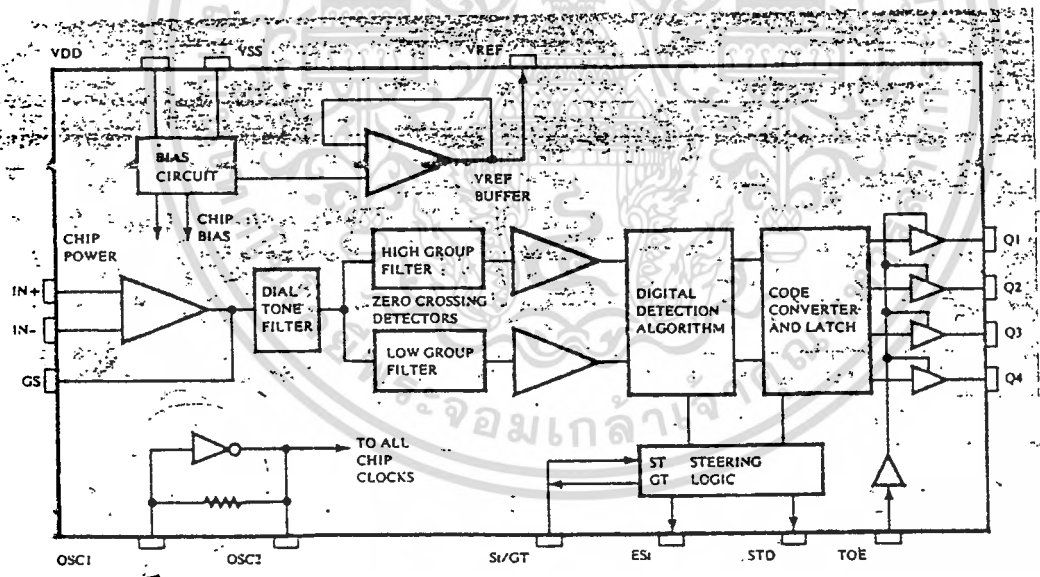 VDD
VSS
VREF
BIAS
CIRCUIT
VREF
BUFFER
CHIP
BIAS
CHIP
POWER
IN+
IN-
GS
DIAL
TONE
FILTER
HIGH GROUP
FILTER
ZERO CROSSING
DETECTORS
LOW GROUP
FILTER
DIGITAL
DETECTION
ALGORITHM
CODE
CONVERTER
AND LATCH
Q1
Q2
Q3
Q4
TO ALL
CHIP
CLOCKS
ST STEERING
GT LOGIC
OSC1
OSC2
St/GT
ESt
STD
TOE